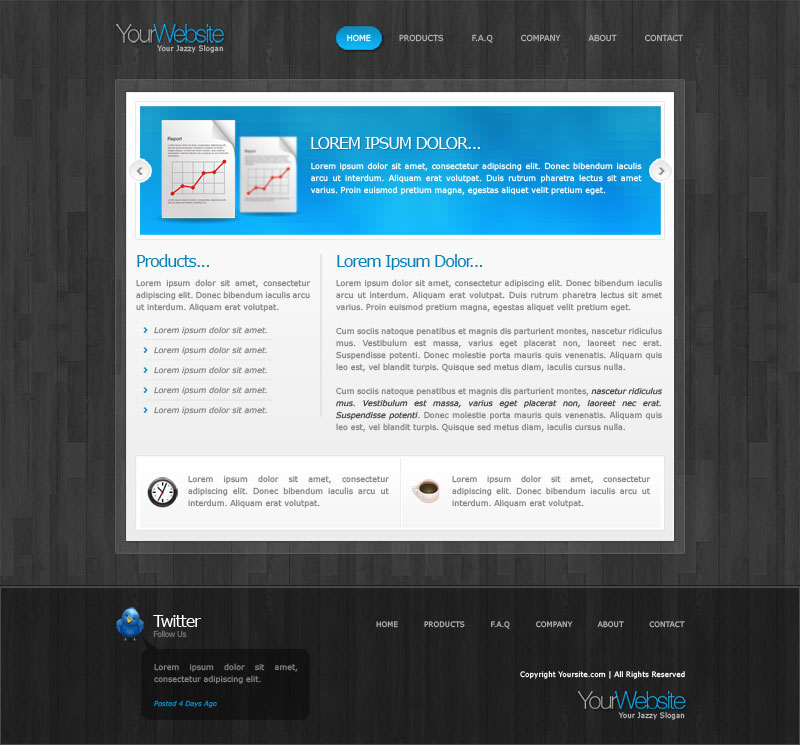 YourWebsite
Your Jazzy Slogan
HOME PRODUCTS F.A.Q COMPANY ABOUT CONTACT
Report
Report
LOREM IPSUM DOLOR...
Lorem ipsum dolor sit amet, consectetur adipiscing elit. Donec bibendum iaculis
arcu ut interdum. Aliquam erat volutpat. Duis rutrum pharetra lectus sit amet
varius. Proin euismod pretium magna, egestas aliquet velit pretium eget.
Products...
Lorem ipsum dolor sit amet, consectetur
adipiscing elit. Donec bibendum iaculis arcu
ut interdum. Aliquam erat volutpat.
Lorem ipsum dolor sit amet.
Lorem ipsum dolor sit amet.
Lorem ipsum dolor sit amet.
Lorem ipsum dolor sit amet.
Lorem ipsum dolor sit amet.
Lorem Ipsum Dolor...
Lorem ipsum dolor sit amet, consectetur adipiscing elit. Donec bibendum iaculis
arcu ut interdum. Aliquam erat volutpat. Duis rutrum pharetra lectus sit amet
varius. Proin euismod pretium magna, egestas aliquet velit pretium eget.
Cum sociis natoque penatibus et magnis dis parturient montes, nascetur ridiculus
mus. Vestibulum est massa, varius eget placerat non, laoreet nec erat.
Suspendisse potenti. Donec molestie porta mauris quis venenatis. Aliquam quis
leo est, vel blandit turpis. Quisque sed metus diam, iaculis cursus nulla.
Cum sociis natoque penatibus et magnis dis parturient montes, nascetur ridiculus
mus. Vestibulum est massa, varius eget placerat non, laoreet nec erat.
Suspendisse potenti. Donec molestie porta mauris quis venenatis. Aliquam quis
leo est, vel blandit turpis. Quisque sed metus diam, iaculis cursus nulla.
Lorem ipsum dolor sit amet, consectetur
adipiscing elit. Donec bibendum iaculis arcu ut
interdum. Aliquam erat volutpat.
Lorem ipsum dolor sit amet, consectetur
adipiscing elit. Donec bibendum iaculis arcu ut
interdum. Aliquam erat volutpat.
Twitter
Follow Us
Lorem ipsum dolor sit amet,
consectetur adipiscing elit.
Posted 4 Days Ago
HOME PRODUCTS F.A.Q COMPANY ABOUT CONTACT
Copyright Yoursite.com | All Rights Reserved
YourWebsite
Your Jazzy Slogan